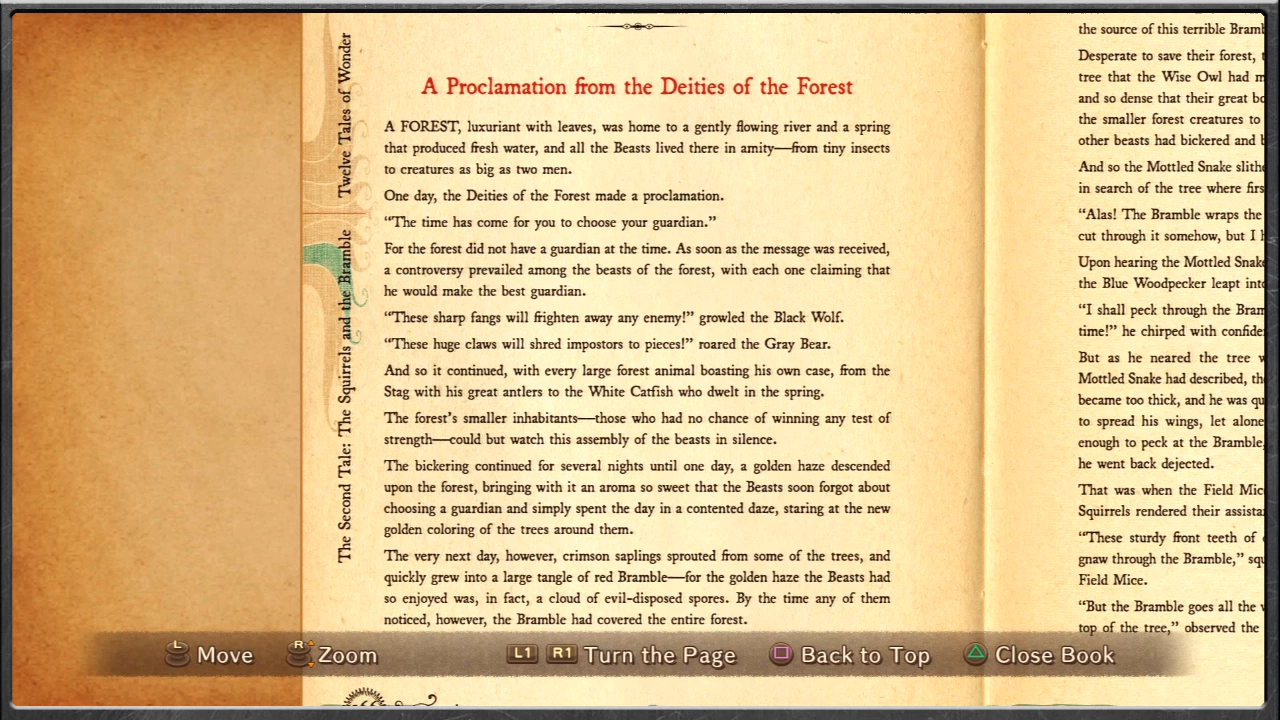 Twelve Tales of Wonder
The Second Tale: The Squirrels and the Bramble
A Proclamation from the Deities of the Forest
A FOREST, luxuriant with leaves, was home to a gently flowing river and a spring
that produced fresh water, and all the Beasts lived there in amity—from tiny insects
to creatures as big as two men.
One day, the Deities of the Forest made a proclamation.
“The time has come for you to choose your guardian.”
For the forest did not have a guardian at the time. As soon as the message was received,
a controversy prevailed among the beasts of the forest, with each one claiming that
he would make the best guardian.
“These sharp fangs will frighten away any enemy!” growled the Black Wolf.
“These huge claws will shred impostors to pieces!” roared the Gray Bear.
And so it continued, with every large forest animal boasting his own case, from the
Stag with his great antlers to the White Catfish who dwelt in the spring.
The forest’s smaller inhabitants—those who had no chance of winning any test of
strength—could but watch this assembly of the beasts in silence.
The bickering continued for several nights until one day, a golden haze descended
upon the forest, bringing with it an aroma so sweet that the Beasts soon forgot about
choosing a guardian and simply spent the day in a contented daze, staring at the new
golden coloring of the trees around them.
The very next day, however, crimson saplings sprouted from some of the trees, and
quickly grew into a large tangle of red Bramble—for the golden haze the Beasts had
so enjoyed was, in fact, a cloud of evil-disposed spores. By the time any of them
noticed, however, the Bramble had covered the entire forest.
the source of this terrible
Desperate to save their forest,
tree that the Wise Owl had
and so dense that their great
the smaller forest creatures to
other beasts had bickered and
And so the Mottled Snake
in search of the tree where
“Alas! The Bramble wraps the
cut through it somehow, but I
Upon hearing the Mottled
the Blue Woodpecker leapt
“I shall peck through the
time!” he chirped with
But as he neared the tree
Mottled Snake had described,
became too thick, and he was
to spread his wings, let alone
enough to peck at the Bramble,
he went back dejected.
That was when the Field
Squirrels rendered their
“These sturdy front teeth of
gnaw through the Bramble,”
Field Mice.
“But the Bramble goes all the
top of the tree,” observed the
L Move R Zoom L1 R1 Turn the Page Back to Top Close Book